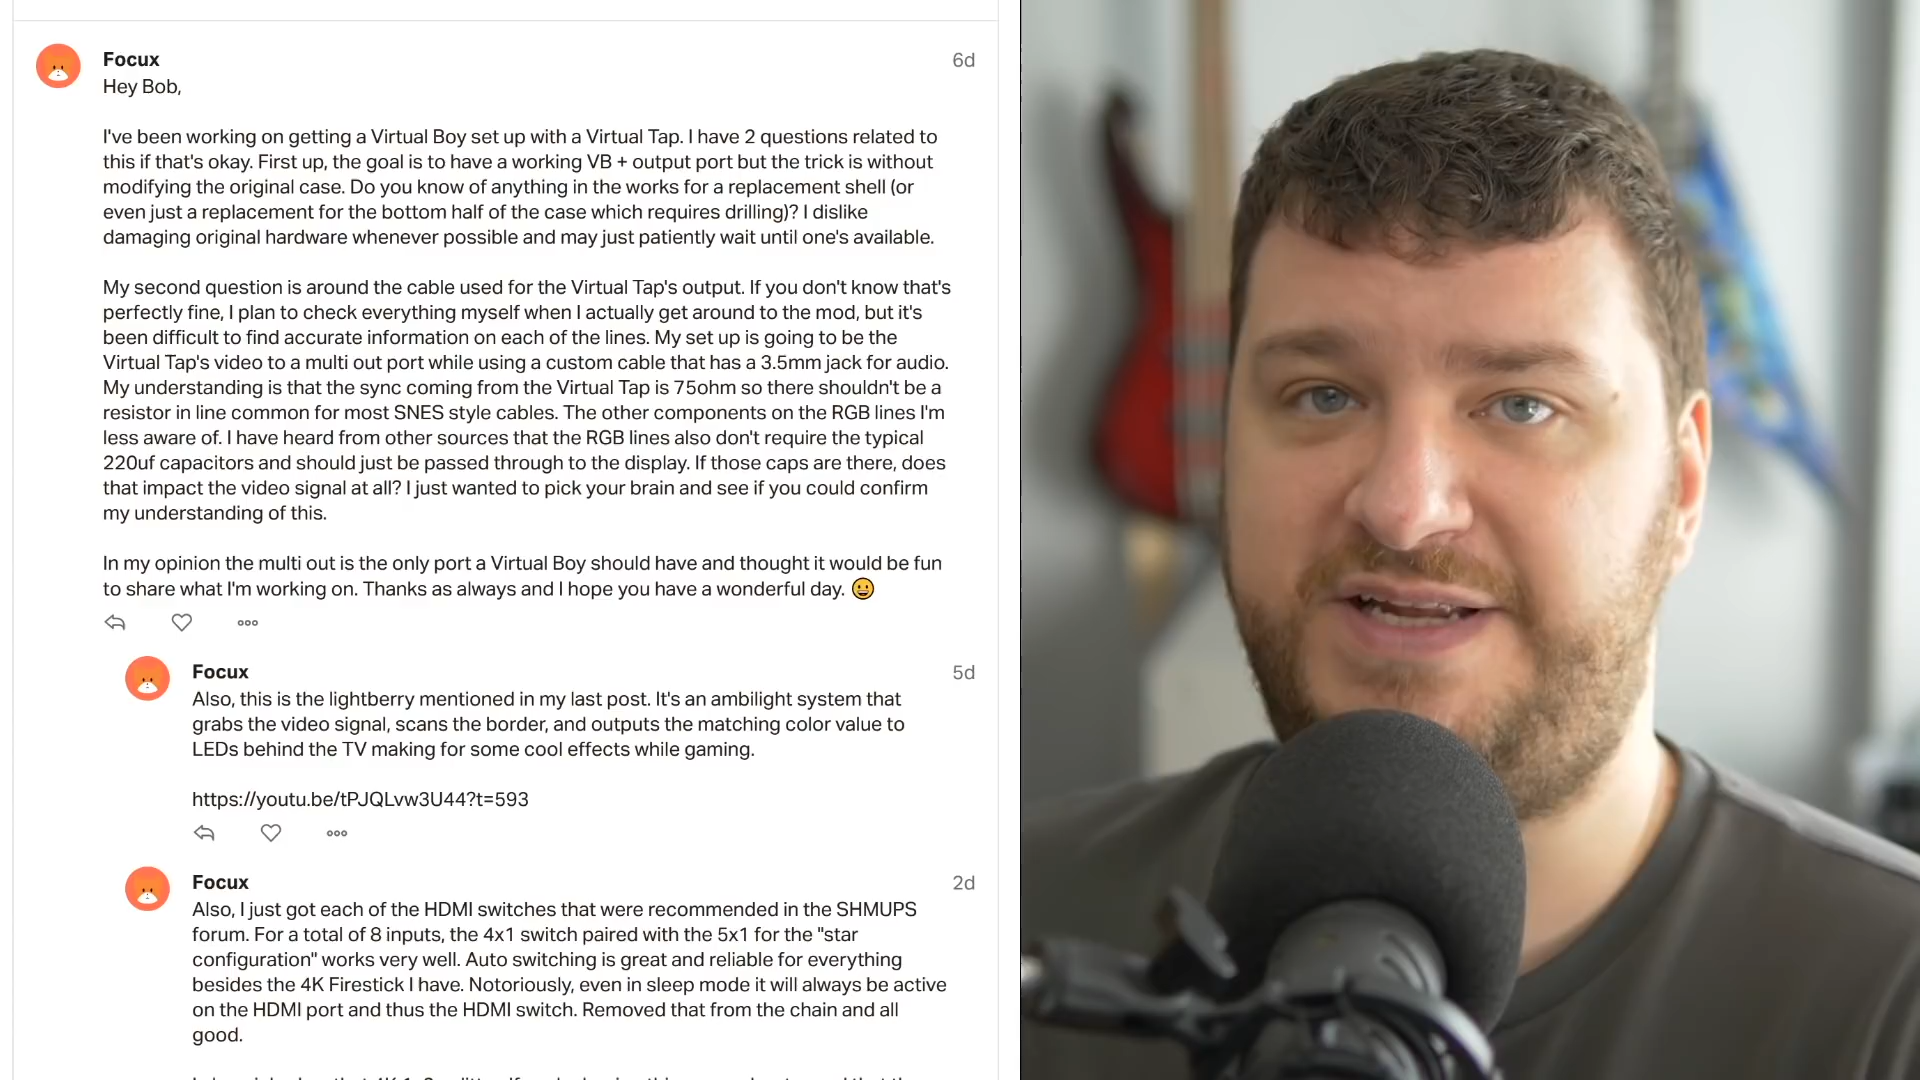 Focux
6d
Hey Bob,
I've been working on getting a Virtual Boy set up with a Virtual Tap. I have 2 questions related to
this if that's okay. First up, the goal is to have a working VB + output port but the trick is without
modifying the original case. Do you know of anything in the works for a replacement shell (or
even just a replacement for the bottom half of the case which requires drilling)? I dislike
damaging original hardware whenever possible and may just patiently wait until one's available.
My second question is around the cable used for the Virtual Tap's output. If you don't know that's
perfectly fine, I plan to check everything myself when I actually get around to the mod, but it's
been difficult to find accurate information on each of the lines. My set up is going to be the
Virtual Tap's video to a multi out port while using a custom cable that has a 3.5mm jack for audio.
My understanding is that the sync coming from the Virtual Tap is 75ohm so there shouldn't be a
resistor in line common for most SNES style cables. The other components on the RGB lines I'm
less aware of. I have heard from other sources that the RGB lines also don't require the typical
220uf capacitors and should just be passed through to the display. If those caps are there, does
that impact the video signal at all? I just wanted to pick your brain and see if you could confirm
my understanding of this.
In my opinion the multi out is the only port a Virtual Boy should have and thought it would be fun
to share what I'm working on. Thanks as always and I hope you have a wonderful day. 😀
Focux
5d
Also, this is the lightberry mentioned in my last post. It's an ambilight system that
grabs the video signal, scans the border, and outputs the matching color value to
LEDs behind the TV making for some cool effects while gaming.
https://youtu.be/tPJQLvw3U44?t=593
Focux
2d
Also, I just got each of the HDMI switches that were recommended in the SHMUPS
forum. For a total of 8 inputs, the 4x1 switch paired with the 5x1 for the "star
configuration" works very well. Auto switching is great and reliable for everything
besides the 4K Firestick I have. Notoriously, even in sleep mode it will always be active
on the HDMI port and thus the HDMI switch. Removed that from the chain and all
good.